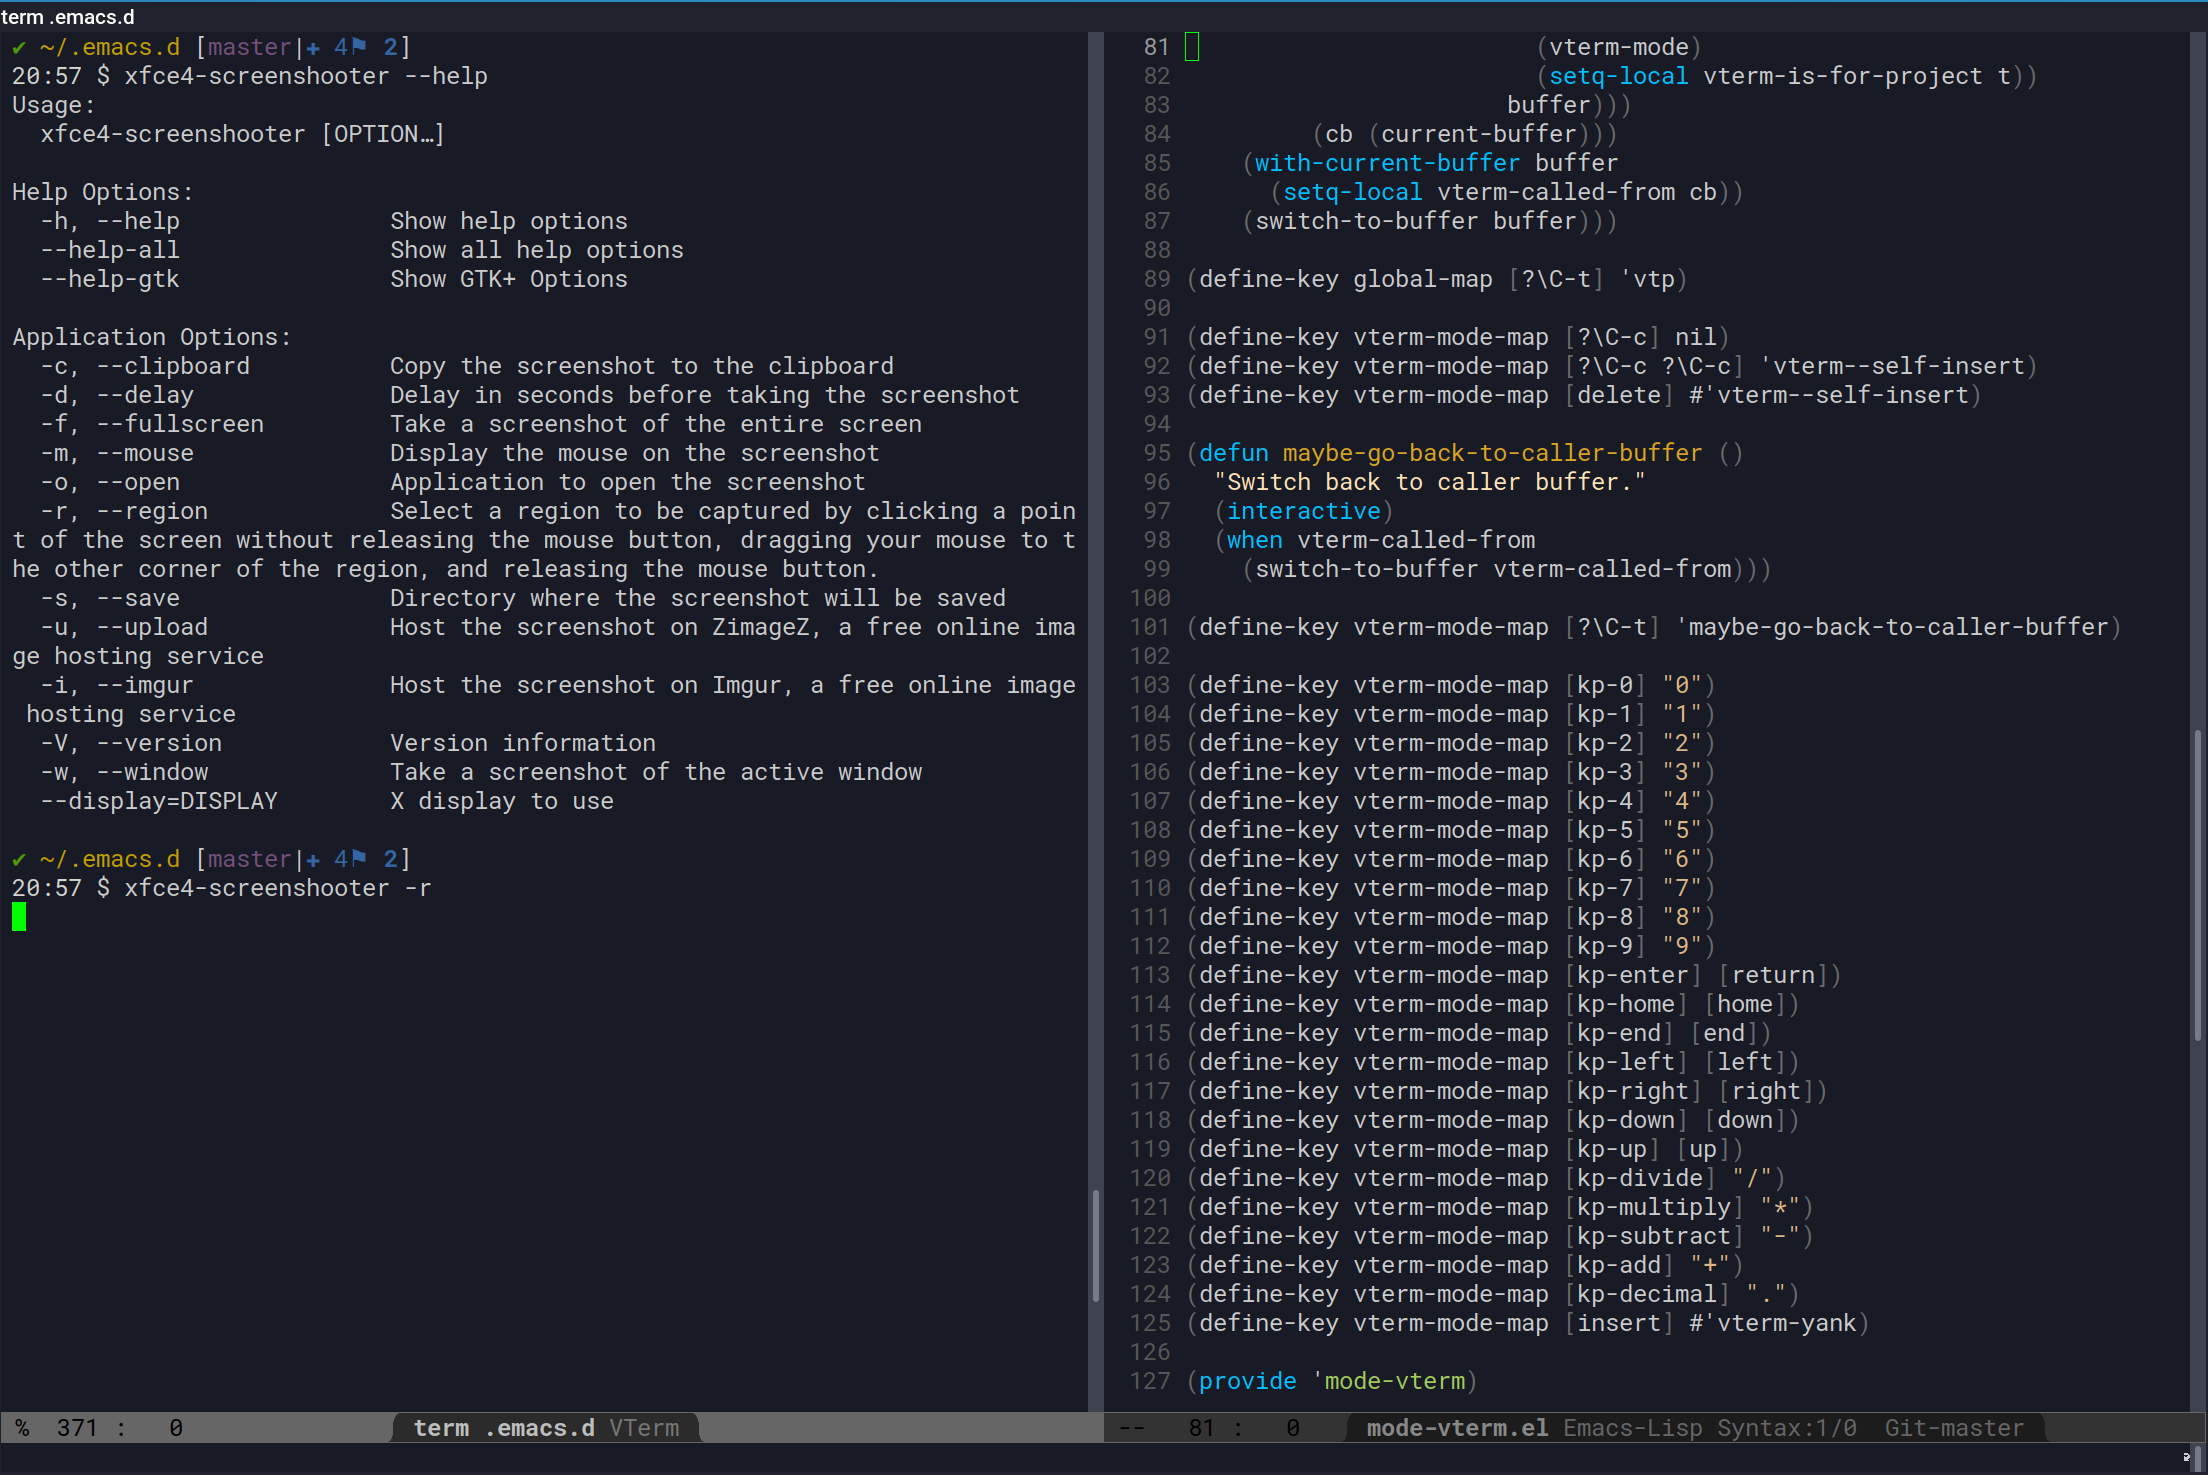 term .emacs.d
✔ ~/.emacs.d [master|✚ 4⚑ 2]
20:57 $ xfce4-screenshooter --help
Usage:
  xfce4-screenshooter [OPTION…]
Help Options:
  -h, --help               Show help options
  --help-all               Show all help options
  --help-gtk               Show GTK+ Options
Application Options:
  -c, --clipboard          Copy the screenshot to the clipboard
  -d, --delay              Delay in seconds before taking the screenshot
  -f, --fullscreen         Take a screenshot of the entire screen
  -m, --mouse              Display the mouse on the screenshot
  -o, --open               Application to open the screenshot
  -r, --region             Select a region to be captured by clicking a poin
t of the screen without releasing the mouse button, dragging your mouse to t
he other corner of the region, and releasing the mouse button.
  -s, --save               Directory where the screenshot will be saved
  -u, --upload             Host the screenshot on ZimageZ, a free online ima
ge hosting service
  -i, --imgur              Host the screenshot on Imgur, a free online image
 hosting service
  -V, --version            Version information
  -w, --window             Take a screenshot of the active window
  --display=DISPLAY        X display to use
✔ ~/.emacs.d [master|✚ 4⚑ 2]
20:57 $ xfce4-screenshooter -r
% 371 : 0 term .emacs.d VTerm
81                          (vterm-mode)
82                          (setq-local vterm-is-for-project t))
83                        buffer)))
84          (cb (current-buffer)))
85     (with-current-buffer buffer
86       (setq-local vterm-called-from cb))
87     (switch-to-buffer buffer)))
88
89 (define-key global-map [?\C-t] 'vtp)
90
91 (define-key vterm-mode-map [?\C-c] nil)
92 (define-key vterm-mode-map [?\C-c ?\C-c] 'vterm--self-insert)
93 (define-key vterm-mode-map [delete] #'vterm--self-insert)
94
95 (defun maybe-go-back-to-caller-buffer ()
96   "Switch back to caller buffer."
97   (interactive)
98   (when vterm-called-from
99     (switch-to-buffer vterm-called-from)))
100
101 (define-key vterm-mode-map [?\C-t] 'maybe-go-back-to-caller-buffer)
102
103 (define-key vterm-mode-map [kp-0] "0")
104 (define-key vterm-mode-map [kp-1] "1")
105 (define-key vterm-mode-map [kp-2] "2")
106 (define-key vterm-mode-map [kp-3] "3")
107 (define-key vterm-mode-map [kp-4] "4")
108 (define-key vterm-mode-map [kp-5] "5")
109 (define-key vterm-mode-map [kp-6] "6")
110 (define-key vterm-mode-map [kp-7] "7")
111 (define-key vterm-mode-map [kp-8] "8")
112 (define-key vterm-mode-map [kp-9] "9")
113 (define-key vterm-mode-map [kp-enter] [return])
114 (define-key vterm-mode-map [kp-home] [home])
115 (define-key vterm-mode-map [kp-end] [end])
116 (define-key vterm-mode-map [kp-left] [left])
117 (define-key vterm-mode-map [kp-right] [right])
118 (define-key vterm-mode-map [kp-down] [down])
119 (define-key vterm-mode-map [kp-up] [up])
120 (define-key vterm-mode-map [kp-divide] "/")
121 (define-key vterm-mode-map [kp-multiply] "*")
122 (define-key vterm-mode-map [kp-subtract] "-")
123 (define-key vterm-mode-map [kp-add] "+")
124 (define-key vterm-mode-map [kp-decimal] ".")
125 (define-key vterm-mode-map [insert] #'vterm-yank)
126
127 (provide 'mode-vterm)
-- 81 : 0 mode-vterm.el Emacs-Lisp Syntax:1/0 Git-master